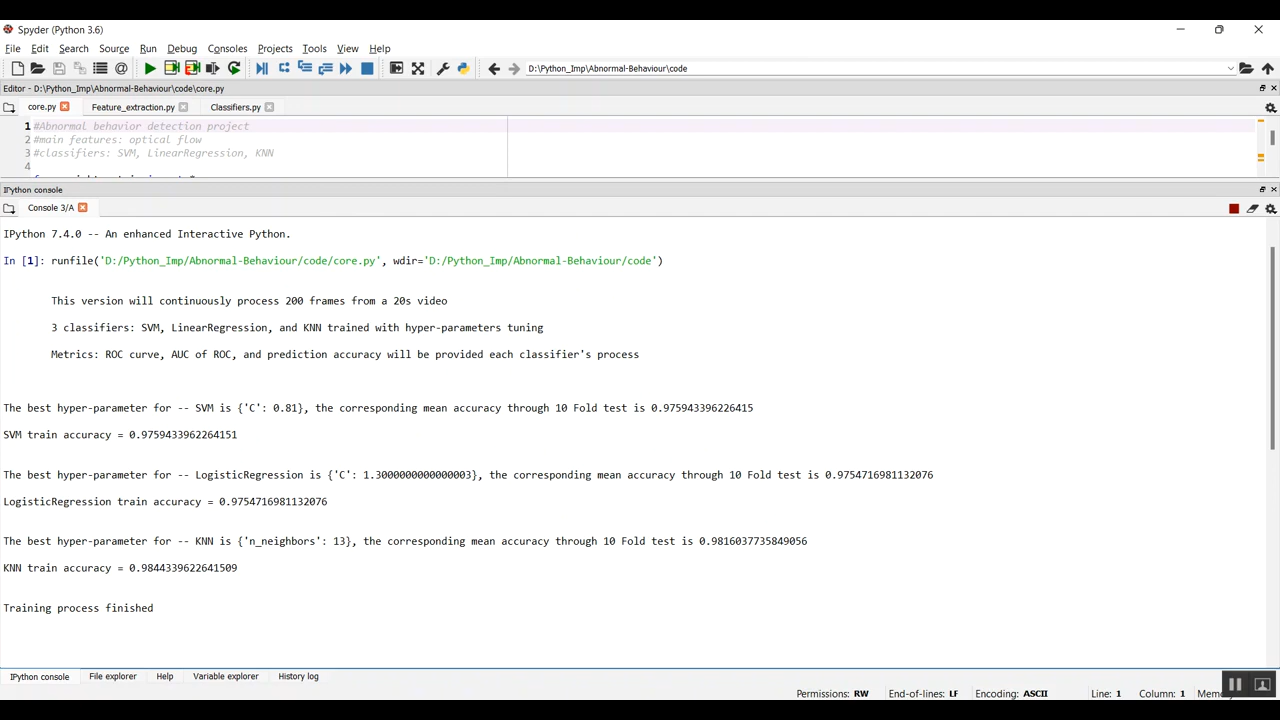 Spyder (Python 3.6)
File Edit Search Source Run Debug Consoles Projects Tools View Help
D:\Python_Imp\Abnormal-Behaviour\code
Editor - D:\Python_Imp\Abnormal-Behaviour\code\core.py
core.py Feature_extraction.py Classifiers.py
1 #Abnormal behavior detection project
2 #main features: optical flow
3 #classifiers: SVM, LinearRegression, KNN
4
IPython console
Console 3/A
IPython 7.4.0 -- An enhanced Interactive Python.
In [1]: runfile('D:/Python_Imp/Abnormal-Behaviour/code/core.py', wdir='D:/Python_Imp/Abnormal-Behaviour/code')
This version will continuously process 200 frames from a 20s video
3 classifiers: SVM, LinearRegression, and KNN trained with hyper-parameters tuning
Metrics: ROC curve, AUC of ROC, and prediction accuracy will be provided each classifier's process
The best hyper-parameter for -- SVM is {'C': 0.81}, the corresponding mean accuracy through 10 Fold test is 0.975943396226415
SVM train accuracy = 0.9759433962264151
The best hyper-parameter for -- LogisticRegression is {'C': 1.3000000000000003}, the corresponding mean accuracy through 10 Fold test is 0.9754716981132076
LogisticRegression train accuracy = 0.9754716981132076
The best hyper-parameter for -- KNN is {'n_neighbors': 13}, the corresponding mean accuracy through 10 Fold test is 0.9816037735849056
KNN train accuracy = 0.9844339622641509
Training process finished
IPython console File explorer Help Variable explorer History log
Permissions: RW End-of-lines: LF Encoding: ASCII Line: 1 Column: 1